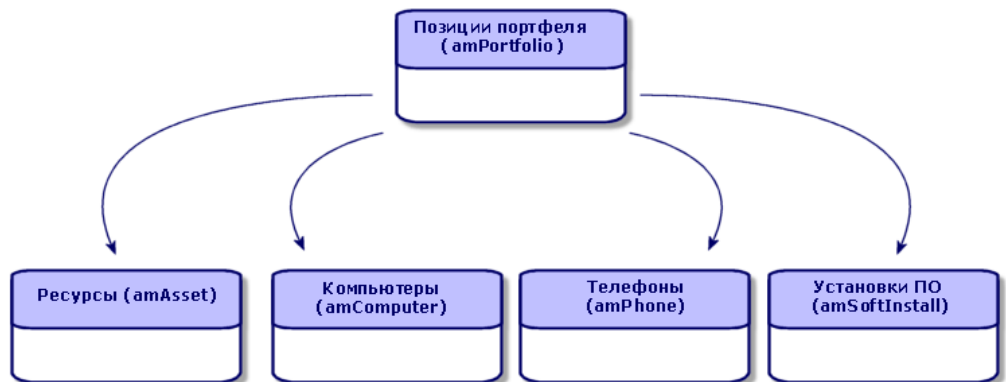 Позиции портфеля
(amPortfolio)
Ресурсы (amAsset)
Компьютеры
(amComputer)
Телефоны
(amPhone)
Установки ПО
(amSoftInstall)